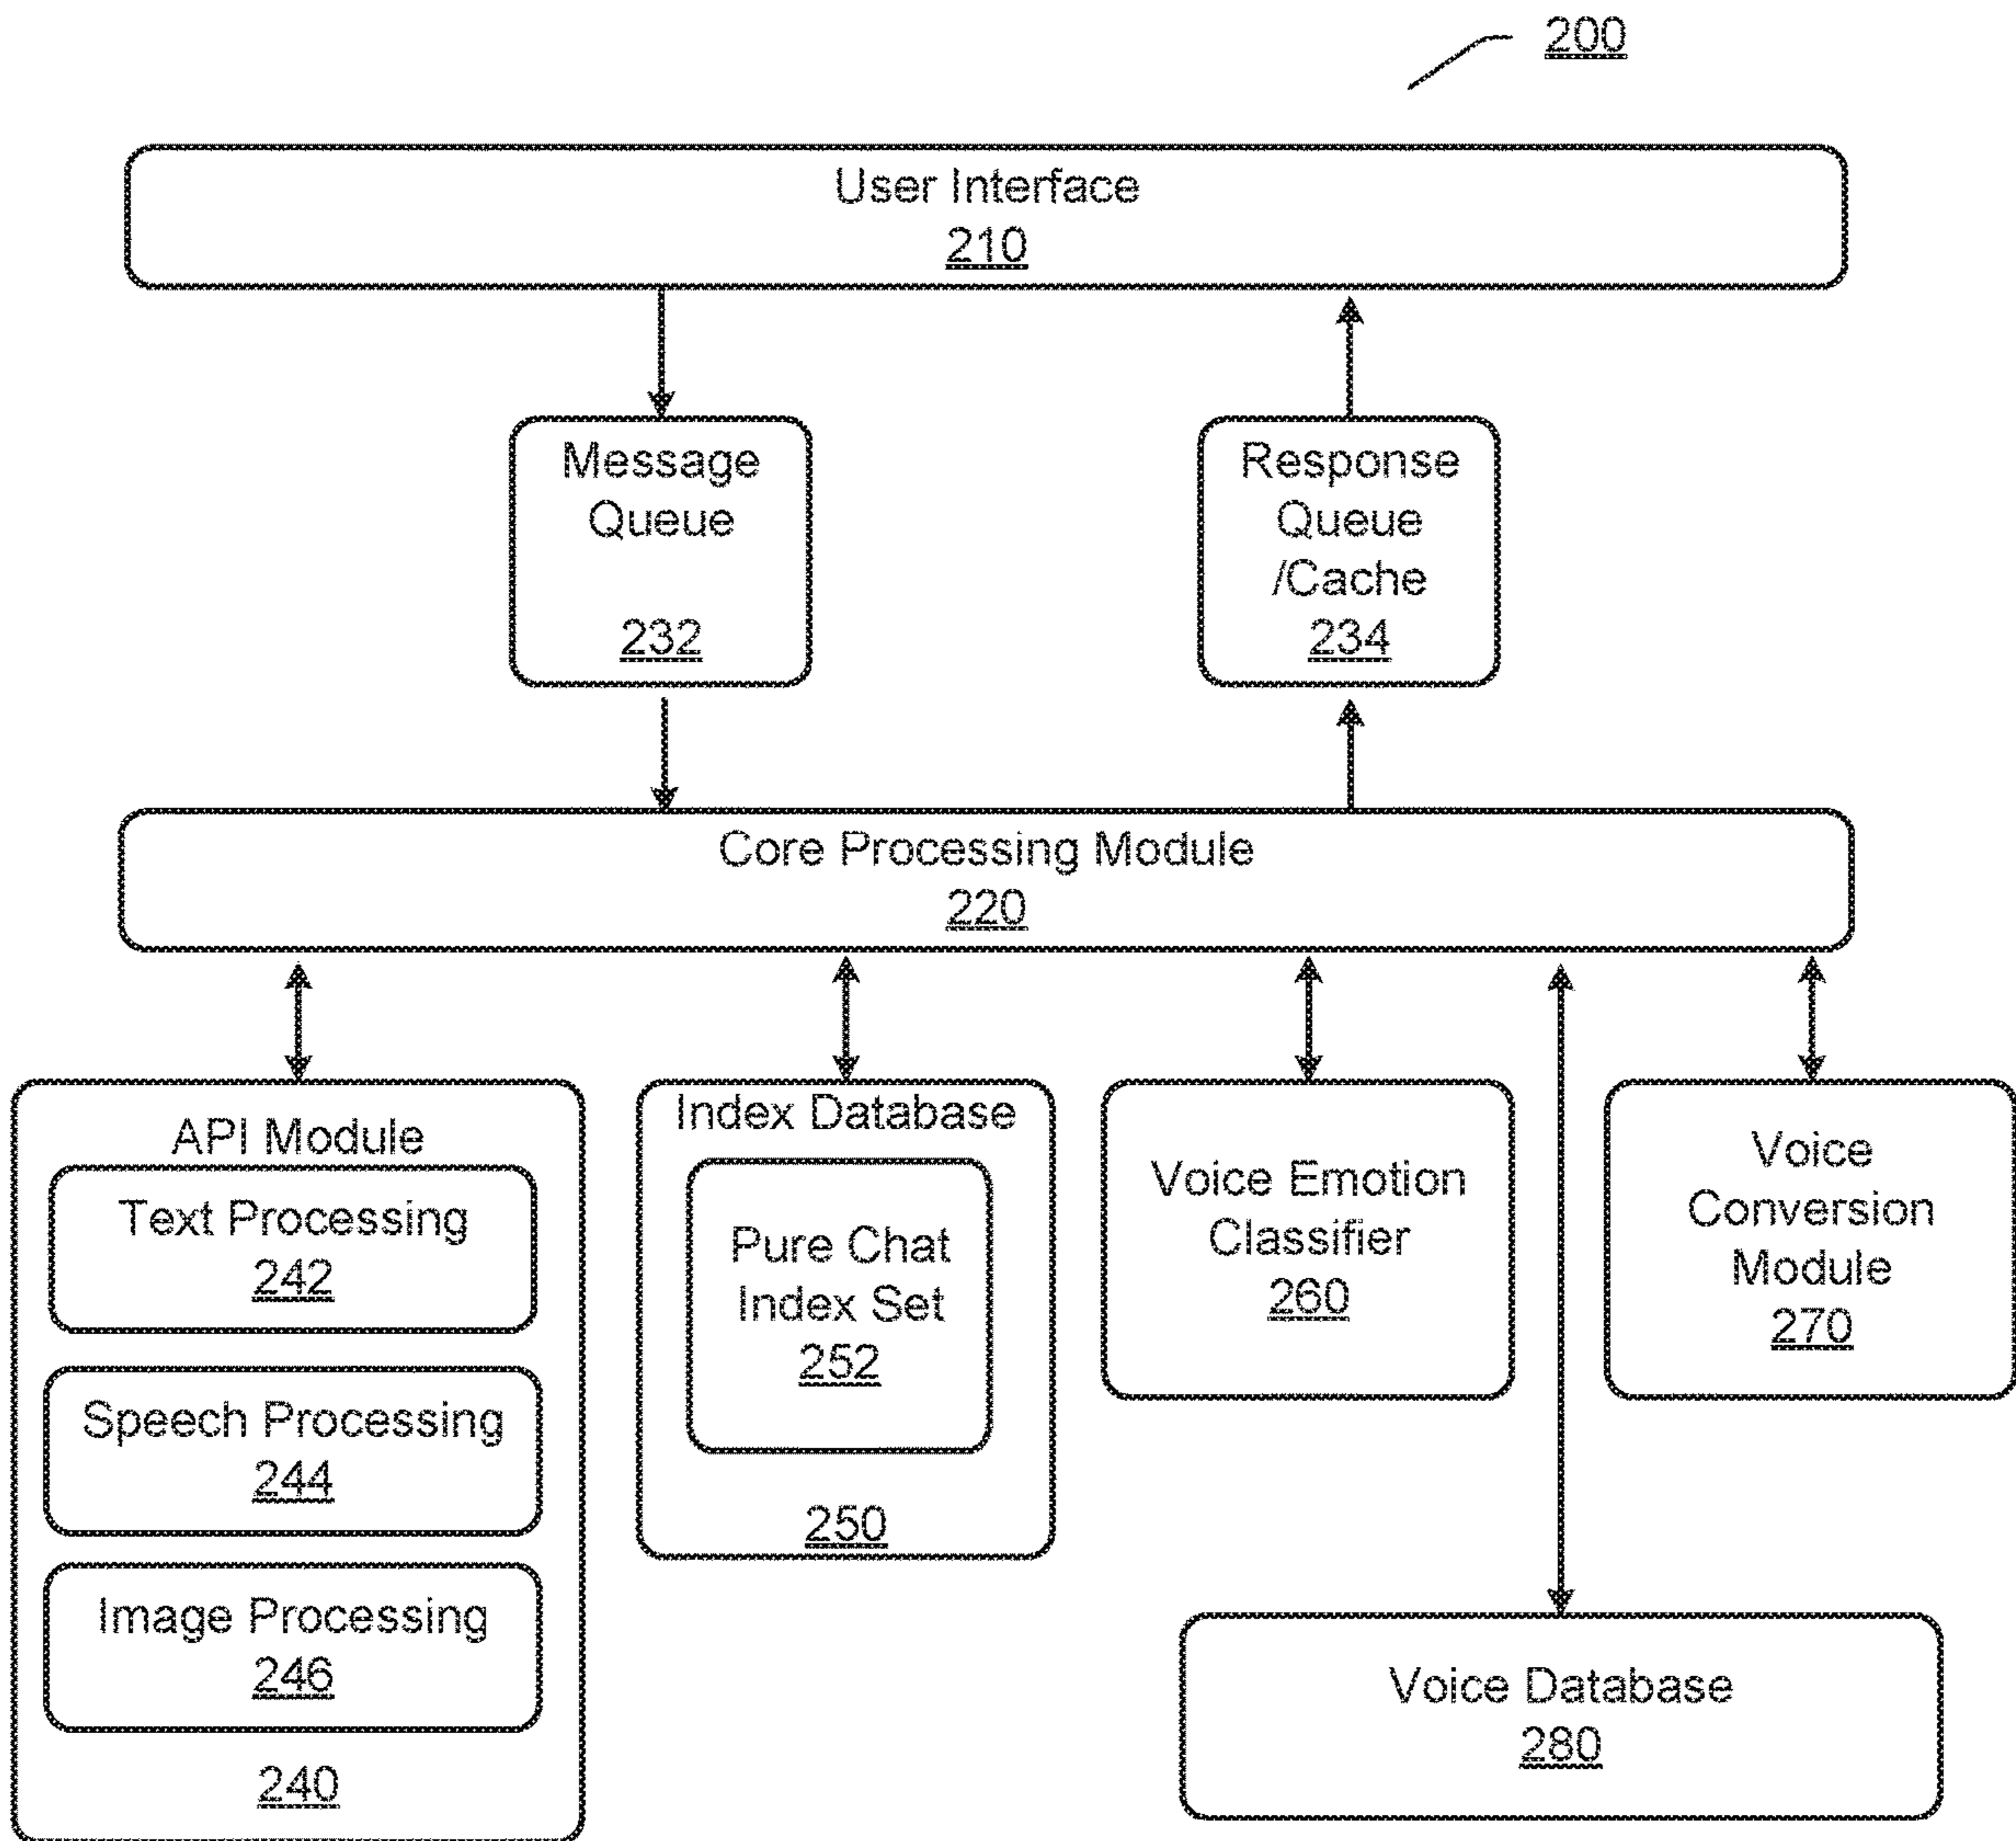 200
User Interface
210
Message
Queue
232
Response
Queue
/Cache
234
Core Processing Module
220
API Module
Text Processing
242
Speech Processing
244
Image Processing
246
240
Index Database
Pure Chat
Index Set
252
250
Voice Emotion
Classifier
260
Voice
Conversion
Module
270
Voice Database
280